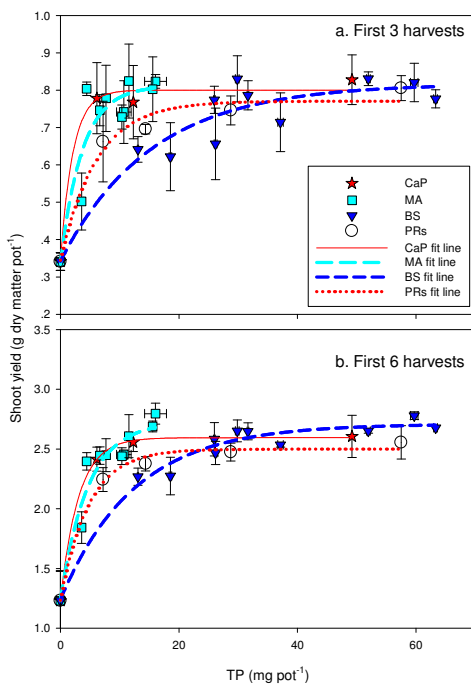 a. First 3 harvests
.9
.8
.7
.6
.5
.4
.3
.2
CaP
MA
BS
PRs
CaP fit line
MA fit line
BS fit line
PRs fit line
Shoot yield (g dry matter pot⁻¹)
b. First 6 harvests
3.5
3.0
2.5
2.0
1.5
1.0
0
20
40
60
TP (mg pot⁻¹)